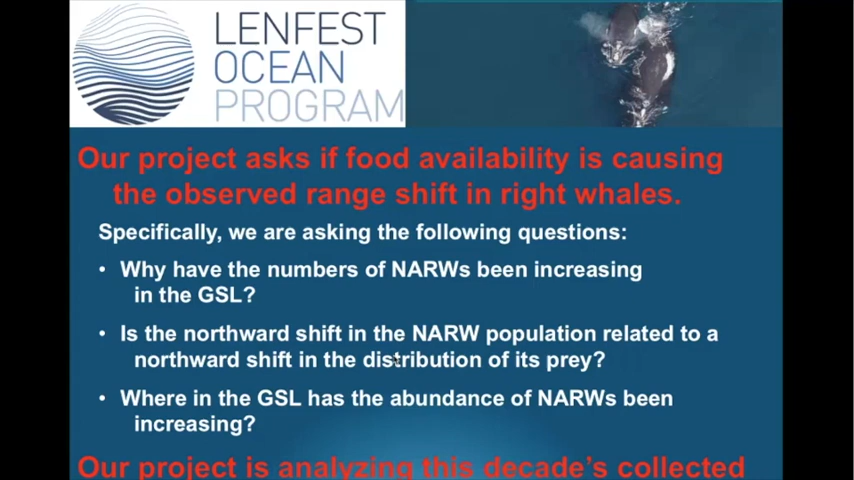 LENFEST
OCEAN
PROGRAM
Our project asks if food availability is causing
the observed range shift in right whales.
Specifically, we are asking the following questions:
• Why have the numbers of NARWs been increasing
in the GSL?
• Is the northward shift in the NARW population related to a
northward shift in the distribution of its prey?
• Where in the GSL has the abundance of NARWs been
increasing?
Our project is analyzing this decade's collected